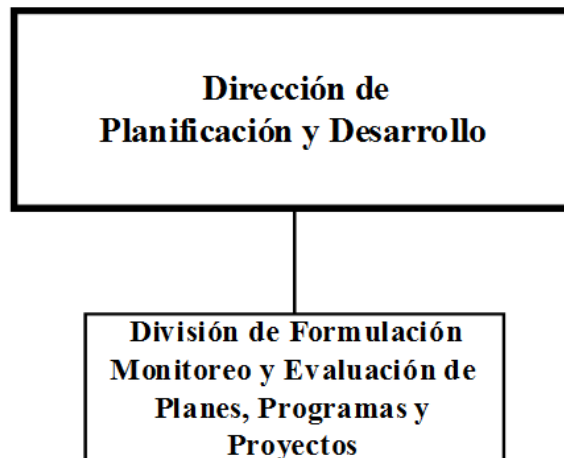 Dirección de
Planificación y Desarrollo
División de Formulación
Monitoreo y Evaluación de
Planes, Programas y
Proyectos